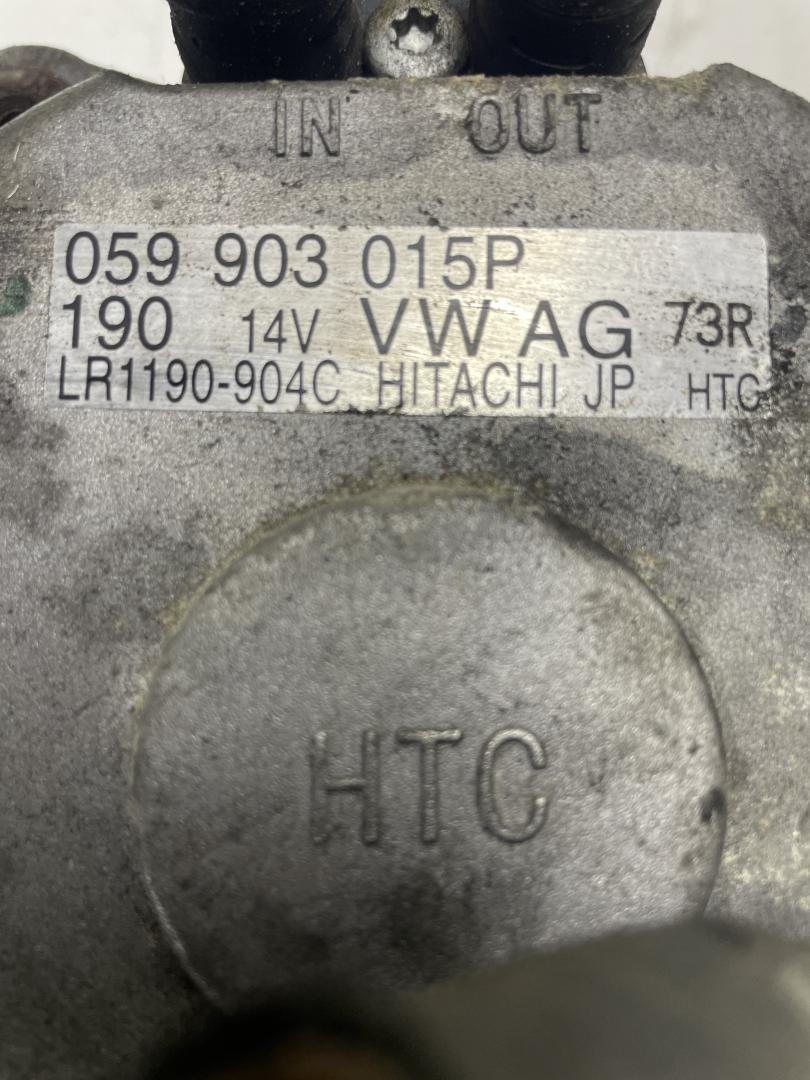 IN OUT
059 903 015P
190 14V VW AG 73R
LR1190-904C HITACHI JP HTC
HTC